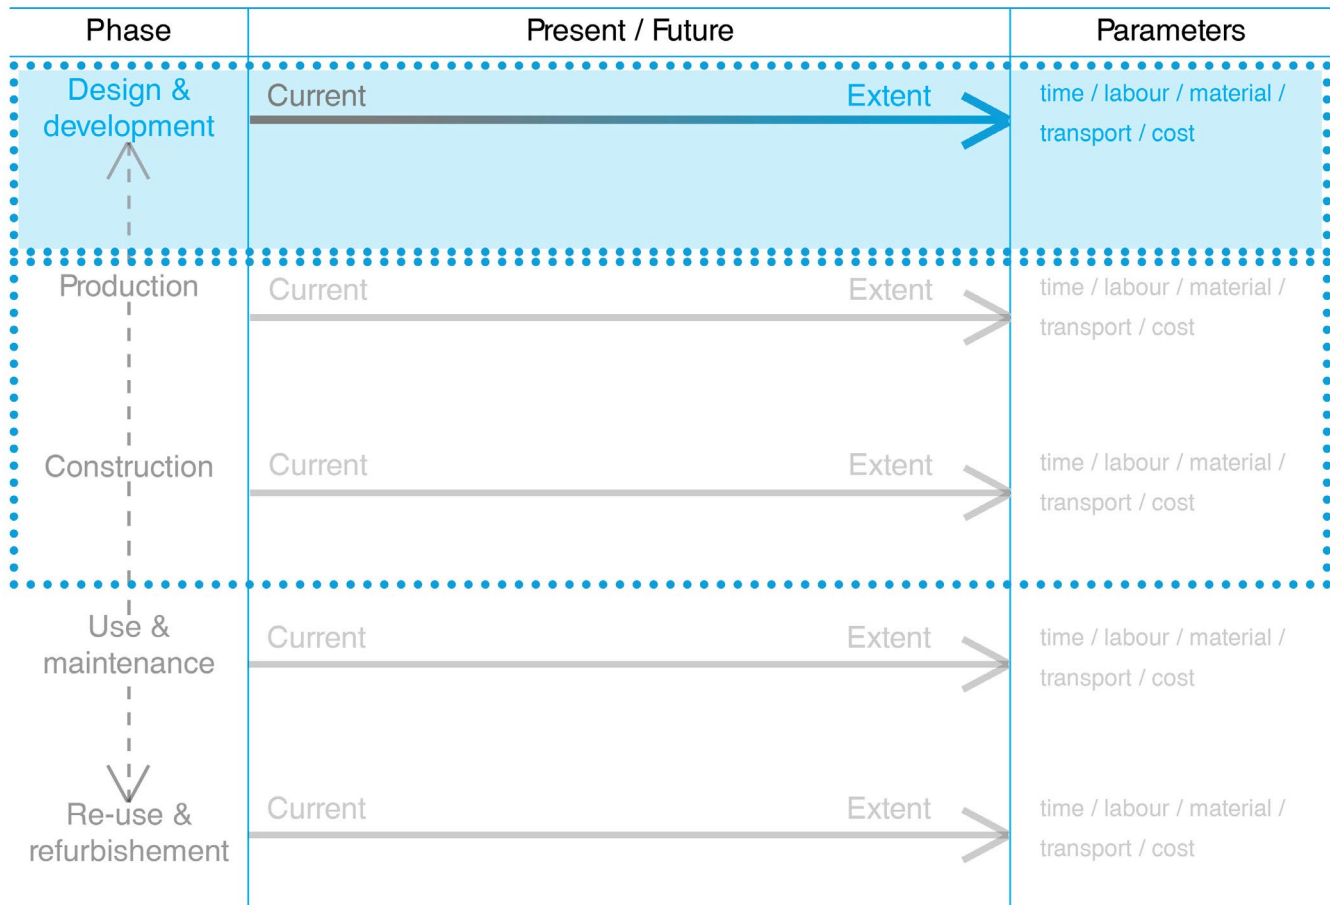 Phase Present / Future Parameters
Design &
development
Current Extent
time / labour / material /
transport / cost
Production
Current Extent
time / labour / material /
transport / cost
Construction
Current Extent
time / labour / material /
transport / cost
Use &
maintenance
Current Extent
time / labour / material /
transport / cost
Re-use &
refurbishement
Current Extent
time / labour / material /
transport / cost